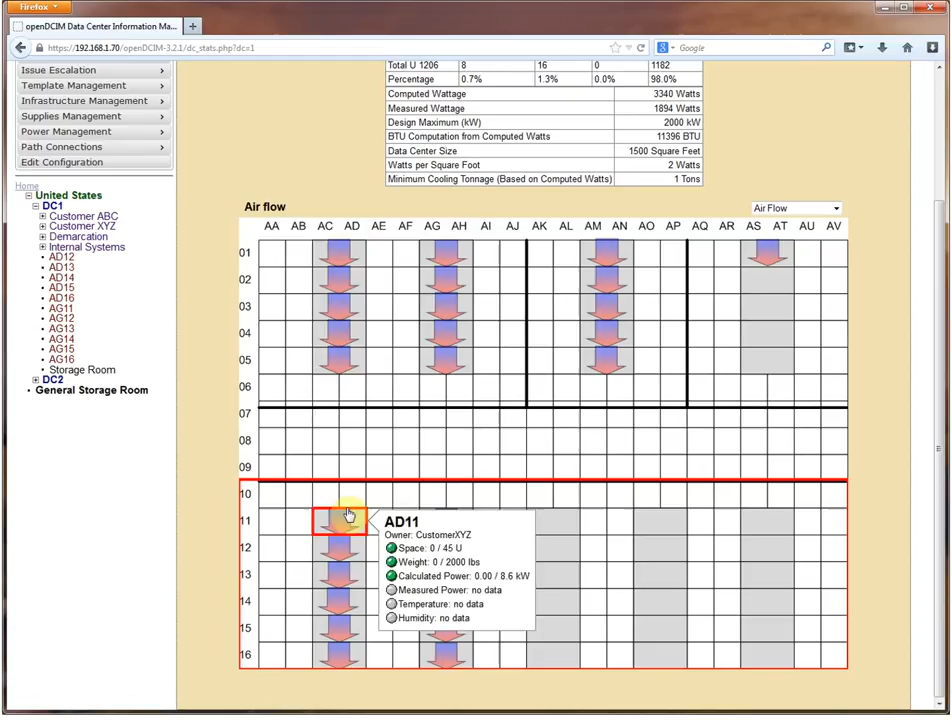 Firefox
openDCIM Data Center Information Ma...
https://192.168.1.70/openDCIM-3.2.1/dc_stats.php?dc=1
Google
Issue Escalation
Template Management
Infrastructure Management
Supplies Management
Power Management
Path Connections
Edit Configuration
Home
United States
DC1
Customer ABC
Customer XYZ
Demarcation
Internal Systems
AD12
AD13
AD14
AD15
AD16
AG11
AG12
AG13
AG14
AG15
AG16
Storage Room
DC2
General Storage Room
Total U 1206 8 16 0 1182
Percentage 0.7% 1.3% 0.0% 98.0%
Computed Wattage 3340 Watts
Measured Wattage 1894 Watts
Design Maximum (kW) 2000 kW
BTU Computation from Computed Watts 11396 BTU
Data Center Size 1500 Square Feet
Watts per Square Foot 2 Watts
Minimum Cooling Tonnage (Based on Computed Watts) 1 Tons
Air flow
Air Flow
AA AB AC AD AE AF AG AH AI AJ AK AL AM AN AO AP AQ AR AS AT AU AV
01
02
03
04
05
06
07
08
09
10
11
12
13
14
15
16
AD11
Owner: CustomerXYZ
Space: 0 / 45 U
Weight: 0 / 2000 lbs
Calculated Power: 0.00 / 8.6 kW
Measured Power: no data
Temperature: no data
Humidity: no data